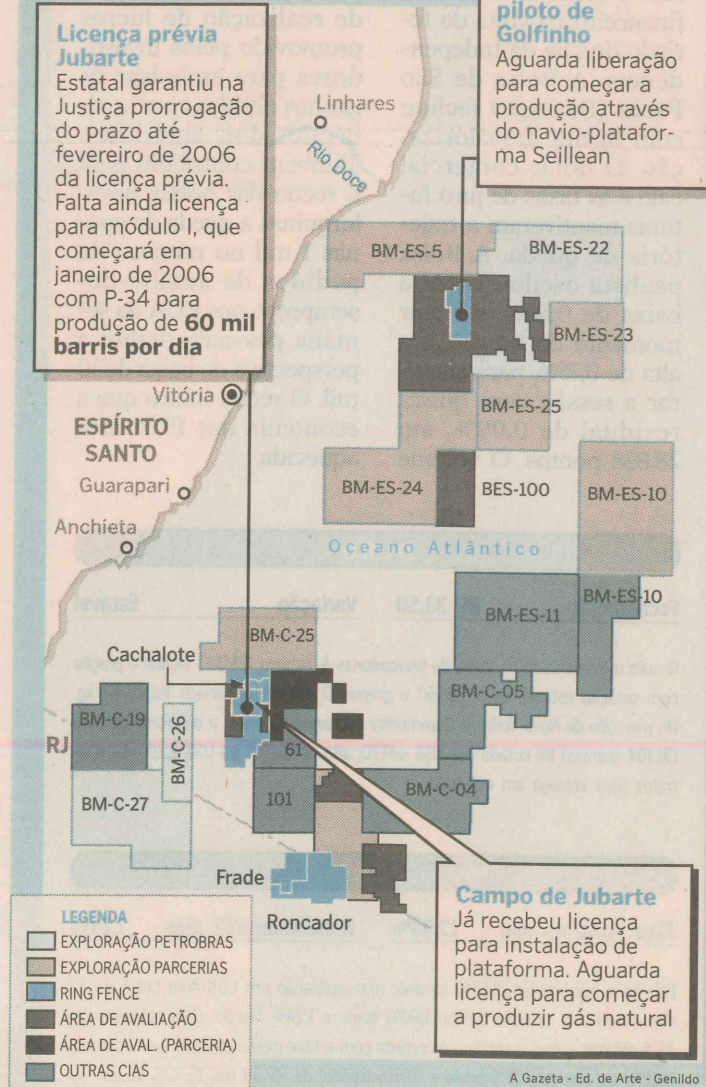 Licença prévia
Jubarte
Estatal garantiu na
Justiça prorrogação
do prazo até
fevereiro de 2006
da licença prévia.
Falta ainda licença
para módulo I, que
começará em
janeiro de 2006
com P-34 para
produção de 60 mil
barris por dia
piloto de
Golfinho
Aguarda liberação
para começar a
produção através
do navio-platafor-
ma Seillean
Linhares
Rio Doce
BM-ES-5
BM-ES-22
BM-ES-23
BM-ES-25
Vitória
ESPÍRITO
SANTO
Guarapari
BM-ES-24
BES-100
BM-ES-10
Anchieta
Oceano Atlântico
BM-ES-11
BM-ES-10
BM-C-25
Cachalote
BM-C-05
BM-C-19
BM-C-26
RJ
61
101
BM-C-04
BM-C-27
Frade
Roncador
Campo de Jubarte
Já recebeu licença
para instalação de
plataforma. Aguarda
licença para começar
a produzir gás natural
LEGENDA
EXPLORAÇÃO PETROBRAS
EXPLORAÇÃO PARCERIAS
RING FENCE
ÁREA DE AVALIAÇÃO
ÁREA DE AVAL. (PARCERIA)
OUTRAS CIAS
A Gazeta - Ed. de Arte - Genildo